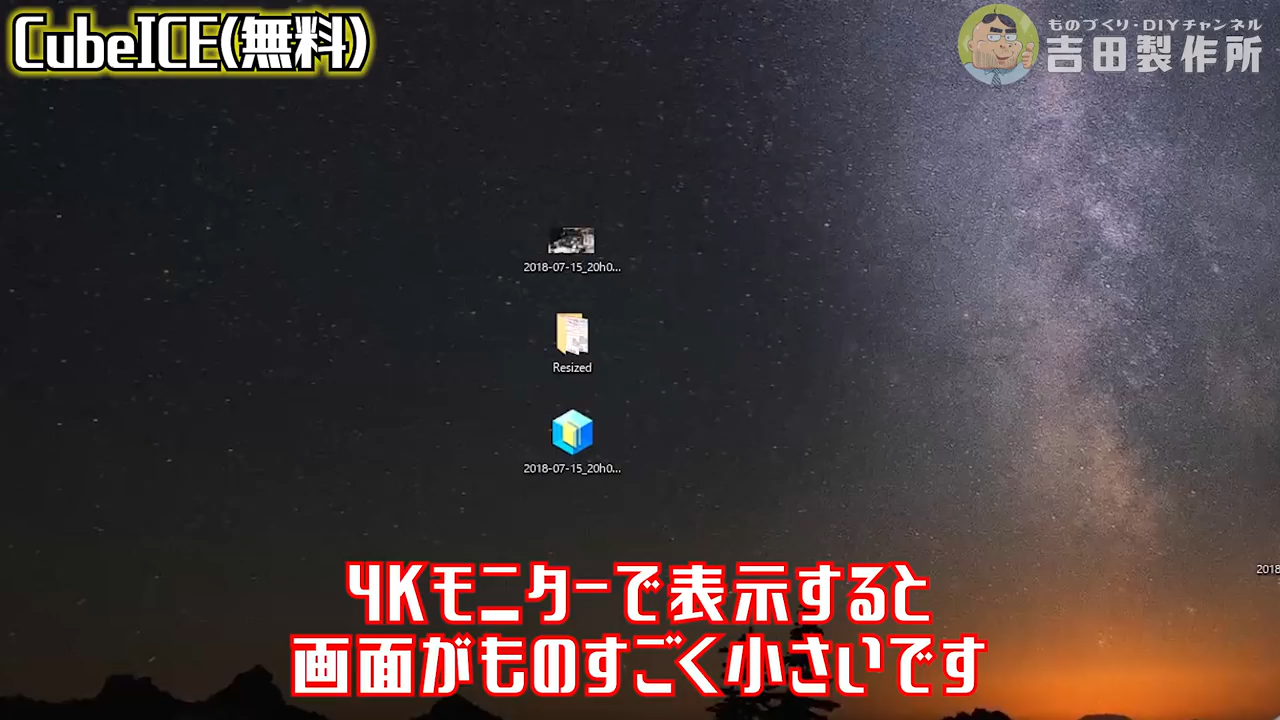 CubeICE(無料)
ものづくり・DIYチャンネル
吉田製作所
2018-07-15_20h0...
Resized
2018-07-15_20h0...
2018
4Kモニターで表示すると
画面がものすごく小さいです